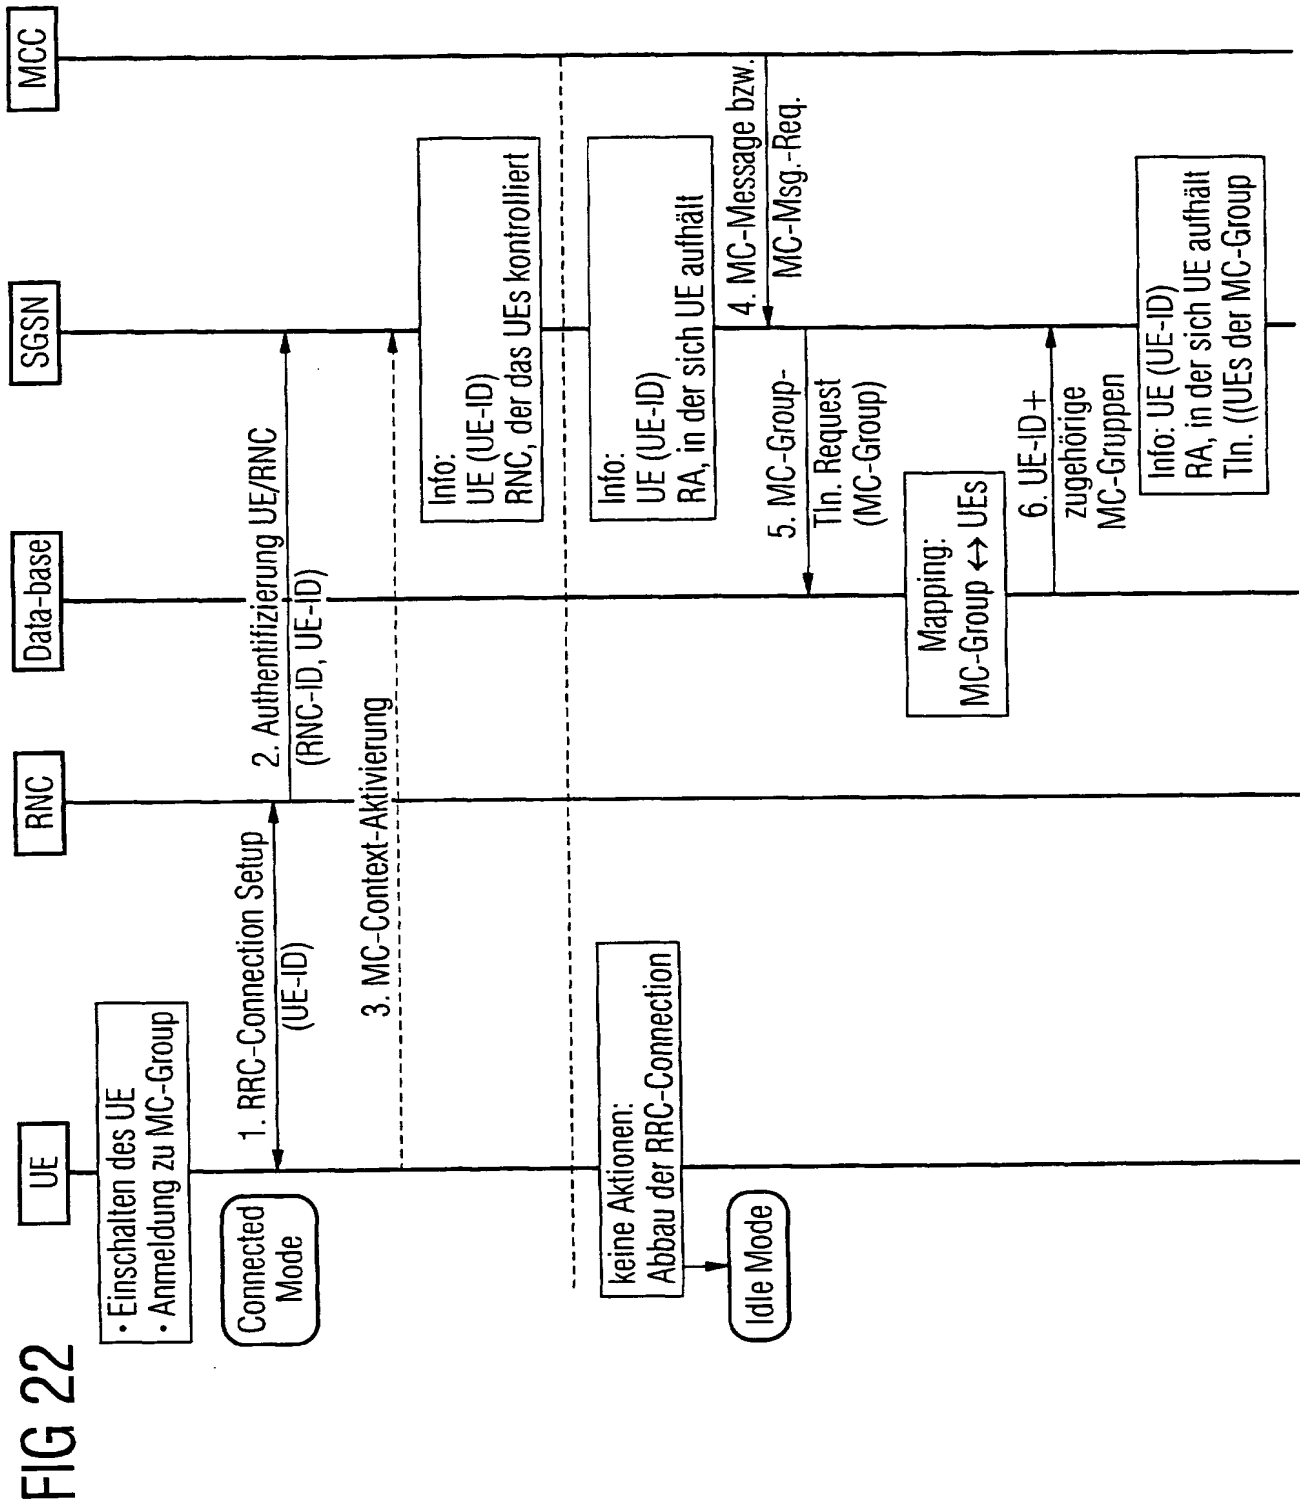 FIG 22
UE
RNC
Data-base
SGSN
MCC
• Einschalten des UE
• Anmeldung zu MC-Group
Connected
Mode
1. RRC-Connection Setup
(UE-ID)
2. Authentifizierung UE/RNC
(RNC-ID, UE-ID)
3. MC-Context-Aktivierung
Info:
UE (UE-ID)
RNC, der das UEs kontrolliert
keine Aktionen:
Abbau der RRC-Connection
Idle Mode
Info:
UE (UE-ID)
RA, in der sich UE aufhält
4. MC-Message bzw.
MC-Msg.-Req.
5. MC-Group-
Tln. Request
(MC-Group)
Mapping:
MC-Group ↔ UEs
6. UE-ID+
zugehörige
MC-Gruppen
Info: UE (UE-ID)
RA, in der sich UE aufhält
Tln. ((UEs der MC-Group